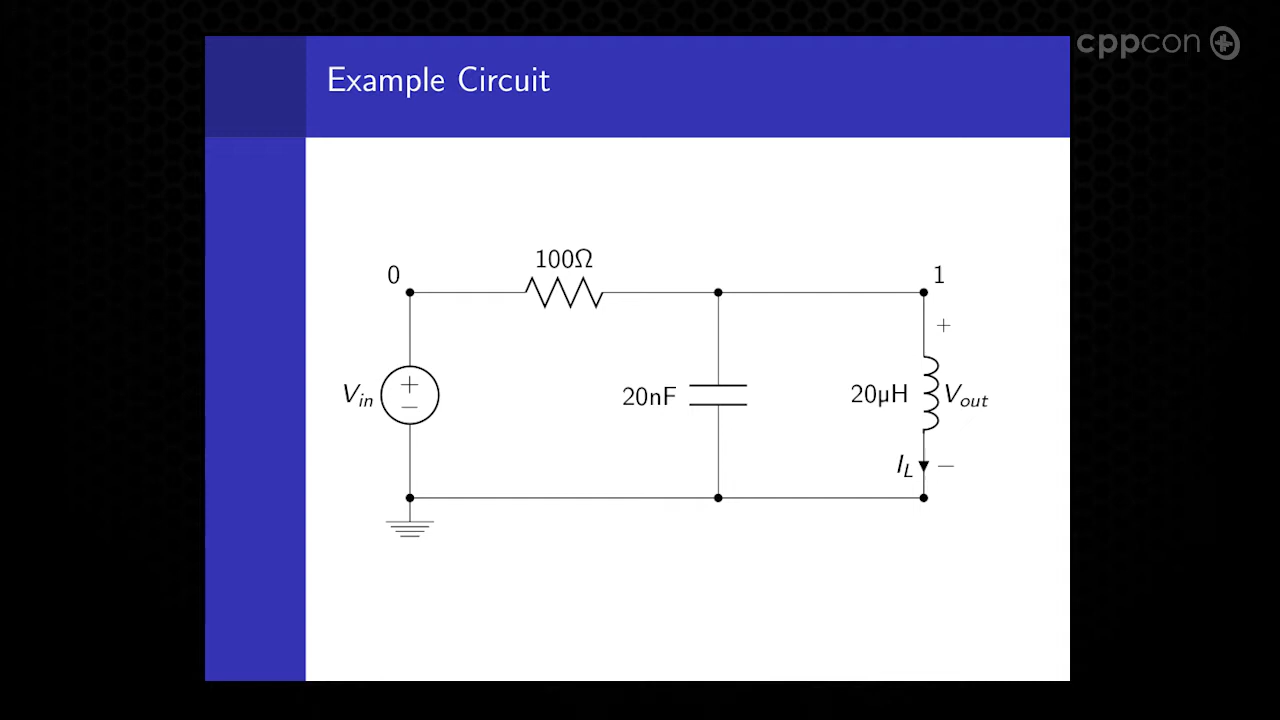 cppcon
Example Circuit
100Ω
0
1
+
V_in
+
−
20nF
20µH
V_out
I_L
−